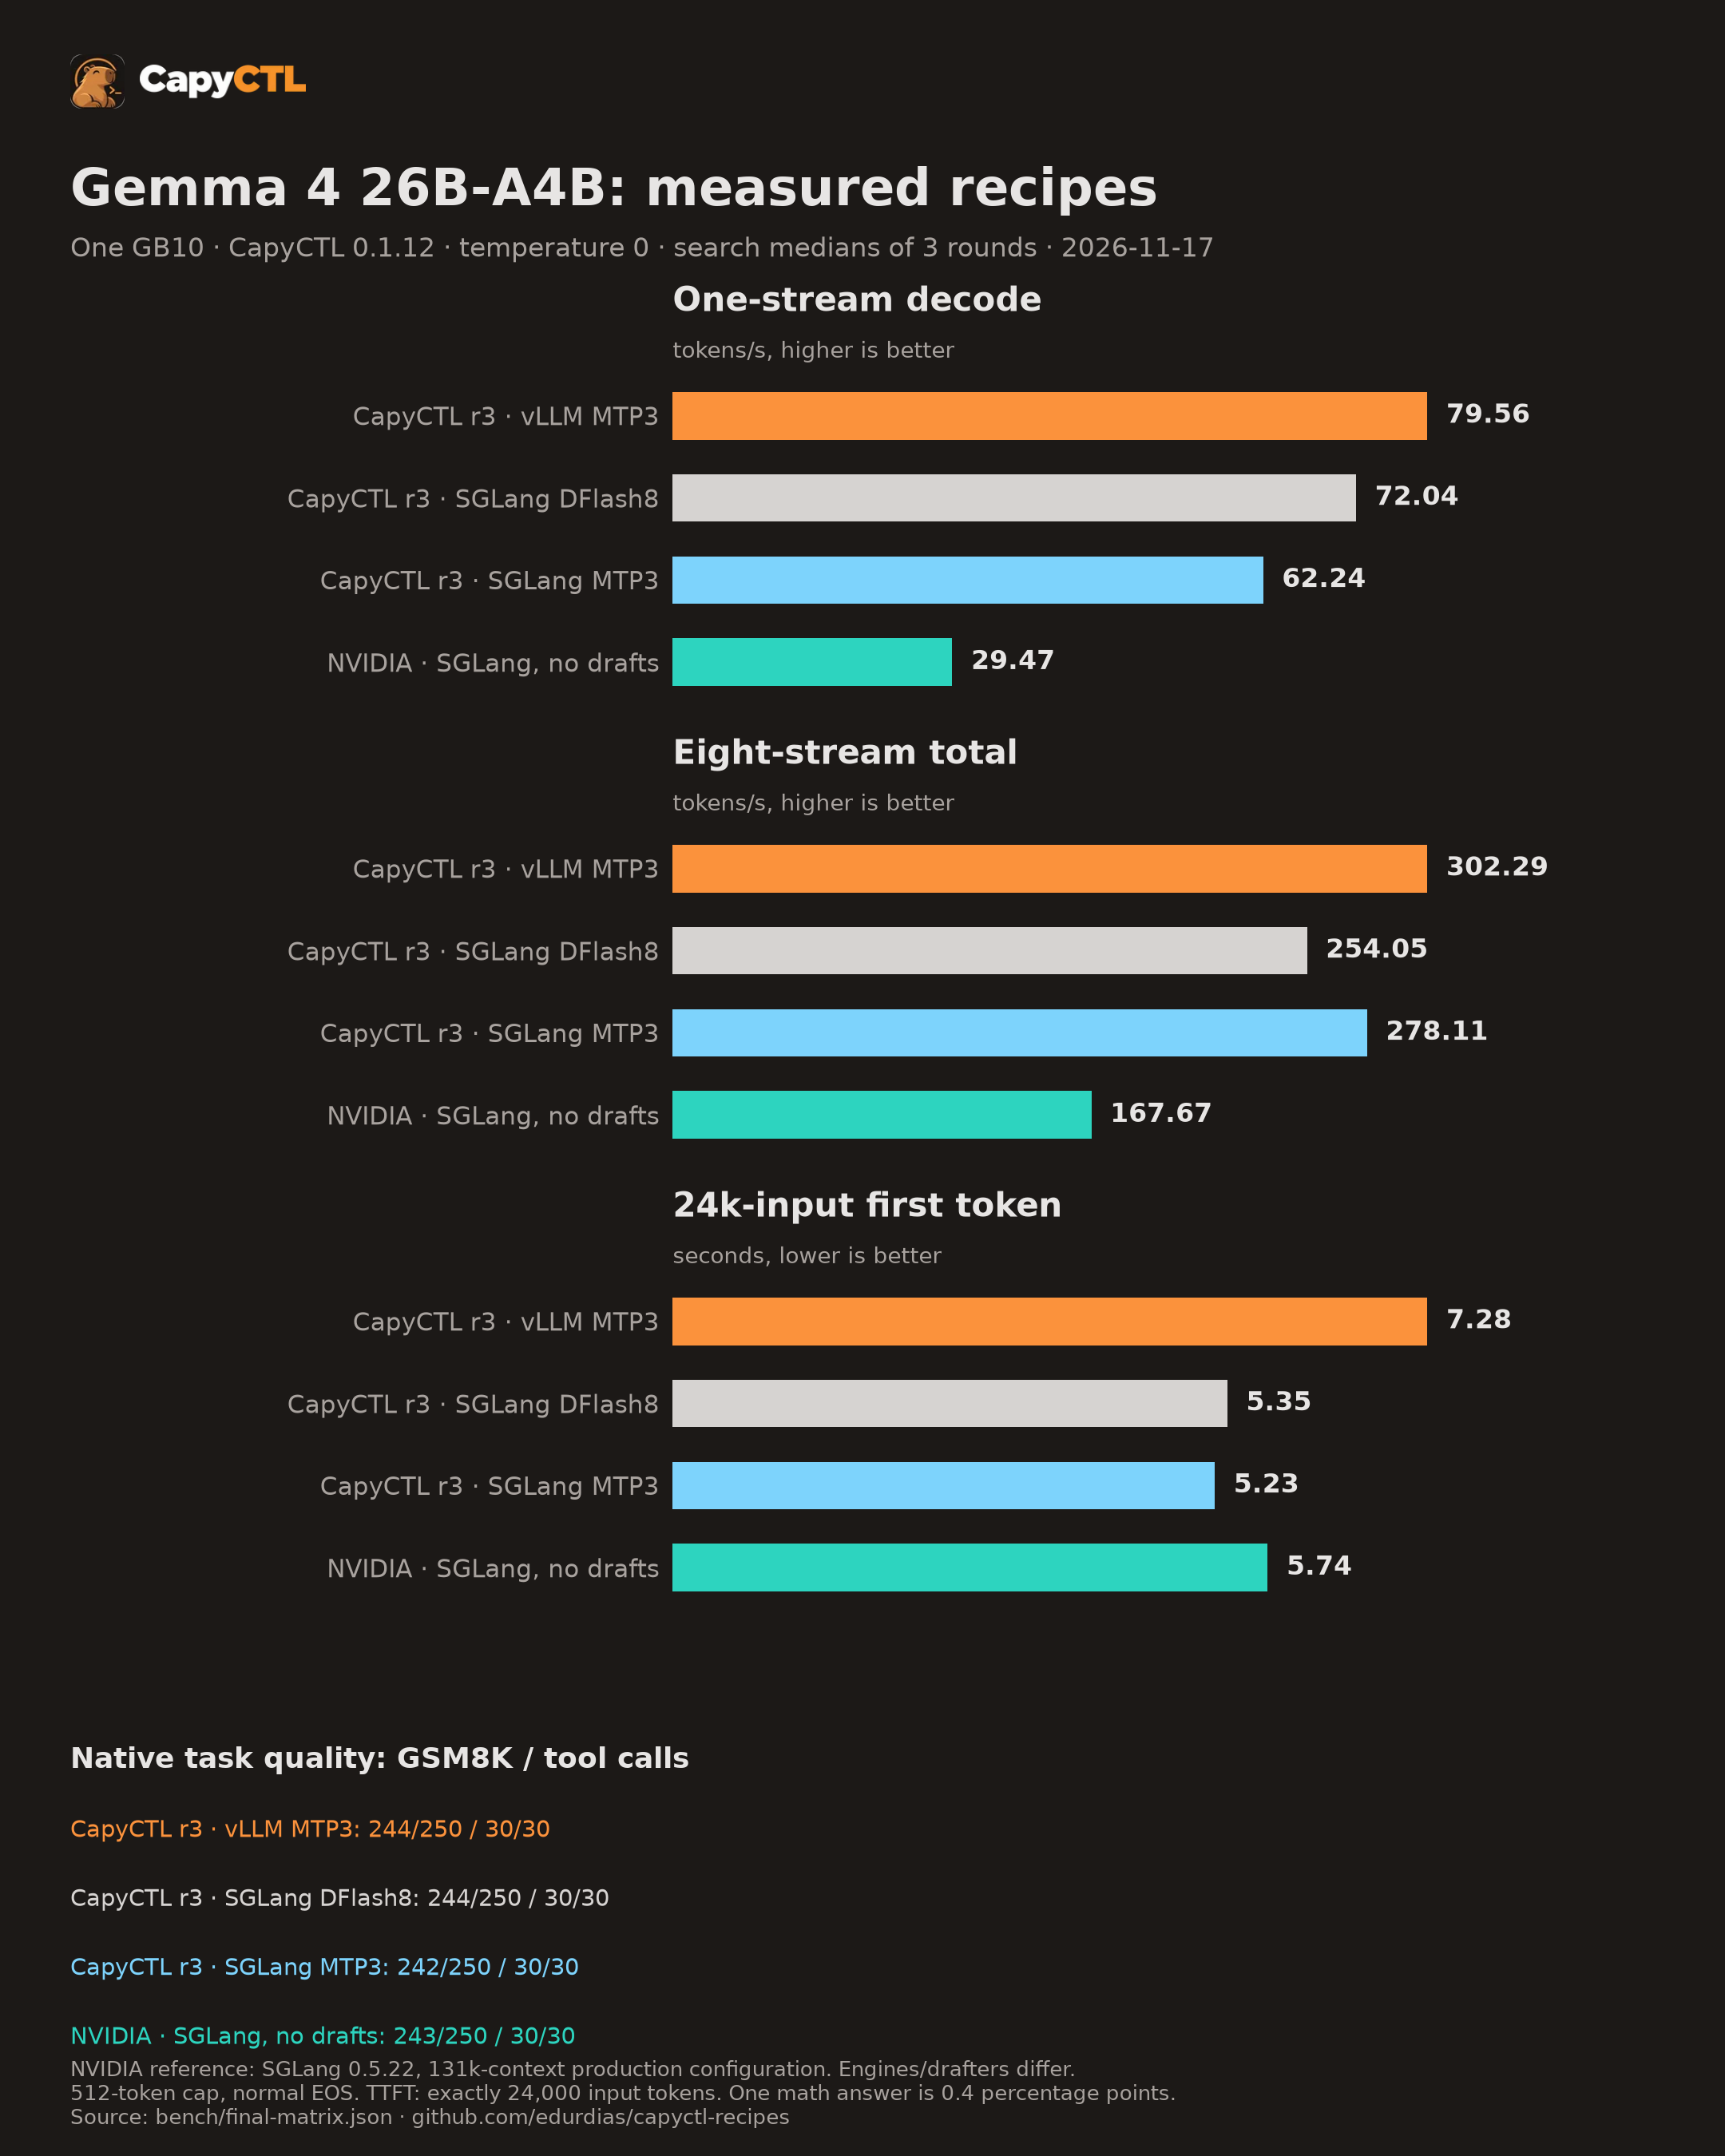 CapyCTL
Gemma 4 26B-A4B: measured recipes
One GB10 · CapyCTL 0.1.12 · temperature 0 · search medians of 3 rounds · 2026-11-17
One-stream decode
tokens/s, higher is better
CapyCTL r3 · vLLM MTP3 79.56
CapyCTL r3 · SGLang DFlash8 72.04
CapyCTL r3 · SGLang MTP3 62.24
NVIDIA · SGLang, no drafts 29.47
Eight-stream total
tokens/s, higher is better
CapyCTL r3 · vLLM MTP3 302.29
CapyCTL r3 · SGLang DFlash8 254.05
CapyCTL r3 · SGLang MTP3 278.11
NVIDIA · SGLang, no drafts 167.67
24k-input first token
seconds, lower is better
CapyCTL r3 · vLLM MTP3 7.28
CapyCTL r3 · SGLang DFlash8 5.35
CapyCTL r3 · SGLang MTP3 5.23
NVIDIA · SGLang, no drafts 5.74
Native task quality: GSM8K / tool calls
CapyCTL r3 · vLLM MTP3: 244/250 / 30/30
CapyCTL r3 · SGLang DFlash8: 244/250 / 30/30
CapyCTL r3 · SGLang MTP3: 242/250 / 30/30
NVIDIA · SGLang, no drafts: 243/250 / 30/30
NVIDIA reference: SGLang 0.5.22, 131k-context production configuration. Engines/drafters differ.
512-token cap, normal EOS. TTFT: exactly 24,000 input tokens. One math answer is 0.4 percentage points.
Source: bench/final-matrix.json · github.com/edurdias/capyctl-recipes